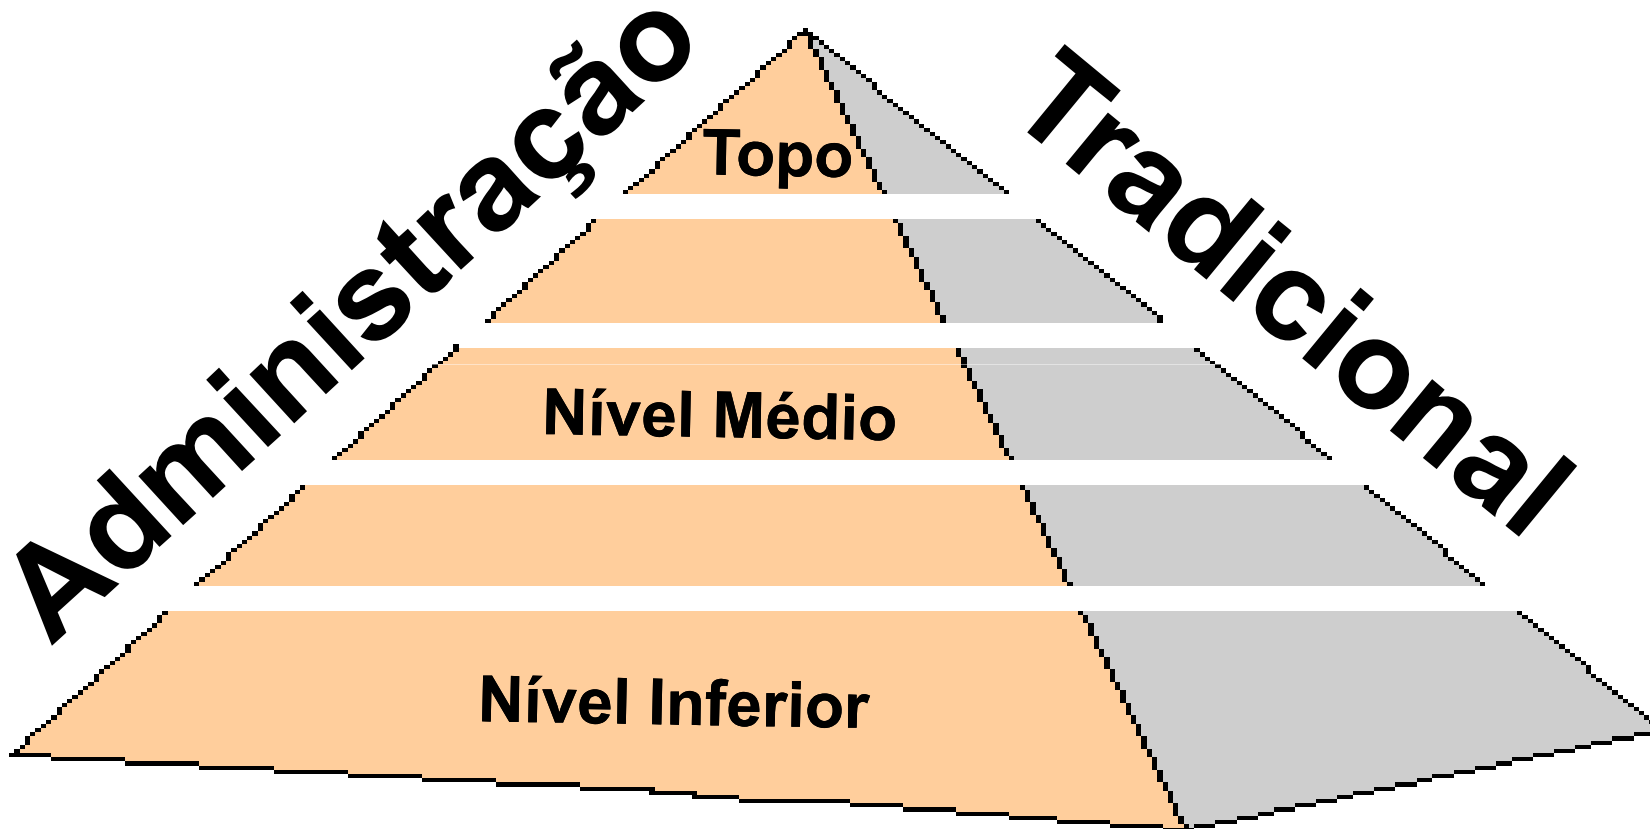 Administração
Tradicional
Topo
Nível Médio
Nível Inferior